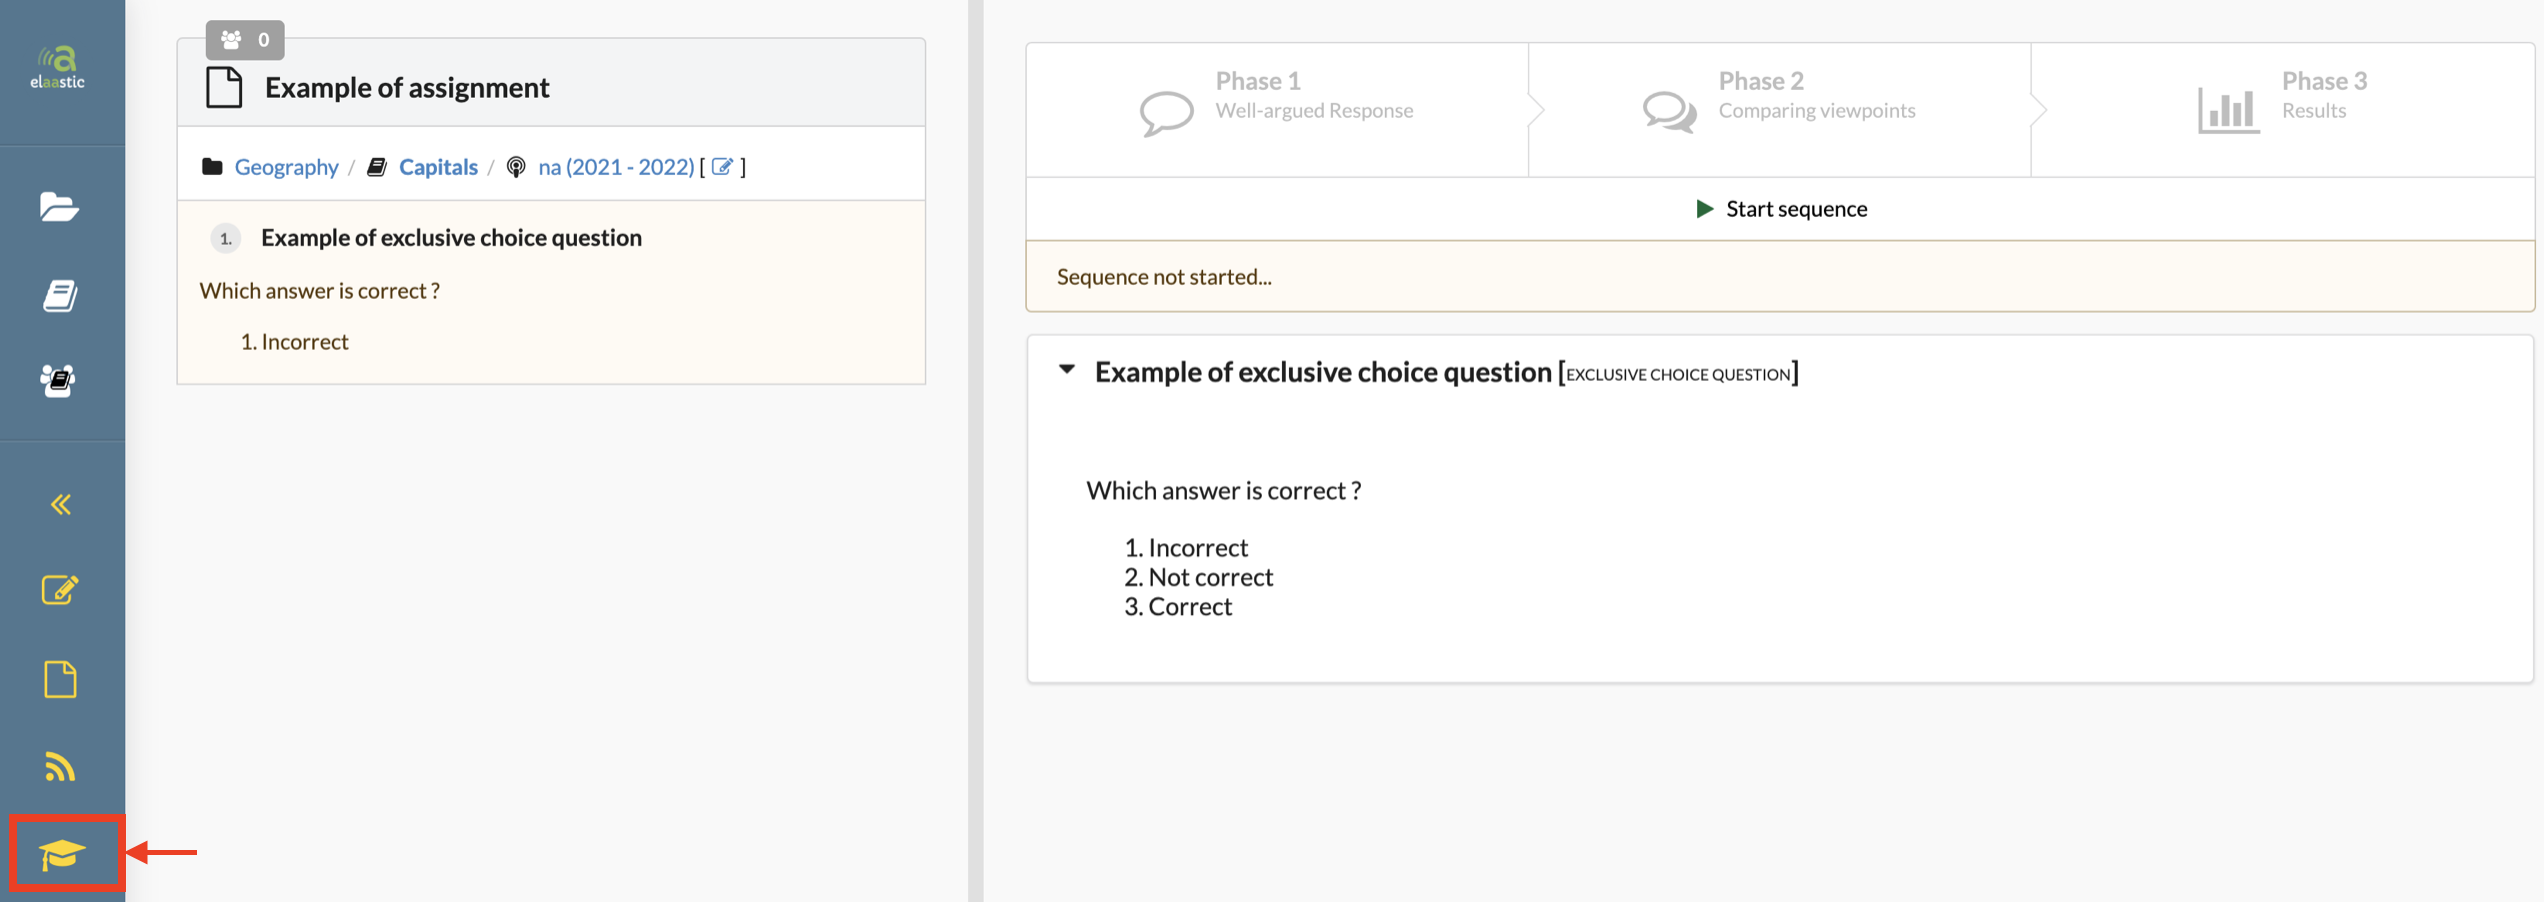 elaastic
0
Example of assignment
Geography / Capitals / na (2021 - 2022) [ ]
1. Example of exclusive choice question
Which answer is correct ?
1. Incorrect
Phase 1
Well-argued Response
Phase 2
Comparing viewpoints
Phase 3
Results
Start sequence
Sequence not started...
Example of exclusive choice question [EXCLUSIVE CHOICE QUESTION]
Which answer is correct ?
1. Incorrect
2. Not correct
3. Correct